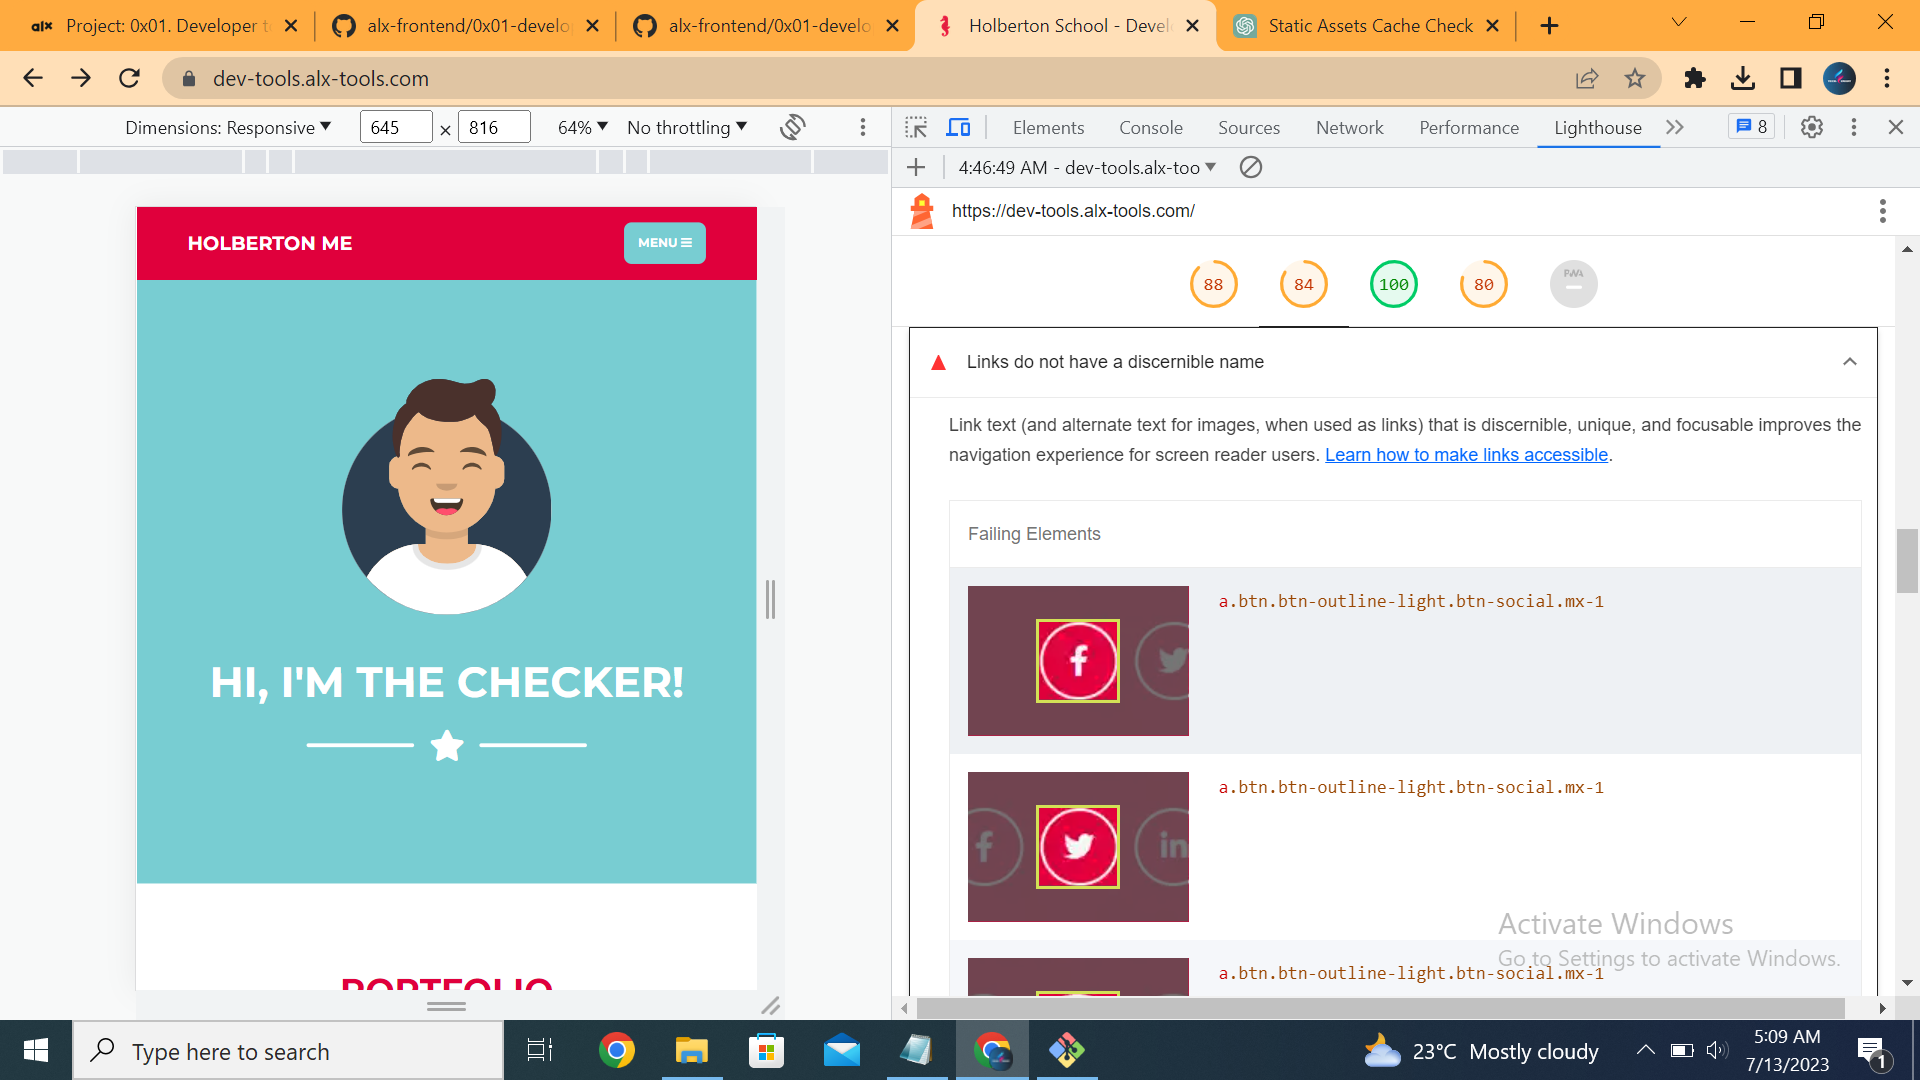 alx Project: 0x01. Developer t
alx-frontend/0x01-develo
alx-frontend/0x01-develo
Holberton School - Devel
Static Assets Cache Check
dev-tools.alx-tools.com
Dimensions: Responsive 645 × 816 64% No throttling
Elements Console Sources Network Performance Lighthouse 8
4:46:49 AM - dev-tools.alx-too
https://dev-tools.alx-tools.com/
88 84 100 80 PWA
HOLBERTON ME
MENU
HI, I'M THE CHECKER!
PORTFOLIO
Links do not have a discernible name
Link text (and alternate text for images, when used as links) that is discernible, unique, and focusable improves the
navigation experience for screen reader users. Learn how to make links accessible.
Failing Elements
a.btn.btn-outline-light.btn-social.mx-1
a.btn.btn-outline-light.btn-social.mx-1
in
a.btn.btn-outline-light.btn-social.mx-1
Activate Windows
Go to Settings to activate Windows.
Type here to search
23°C Mostly cloudy
5:09 AM
7/13/2023
1